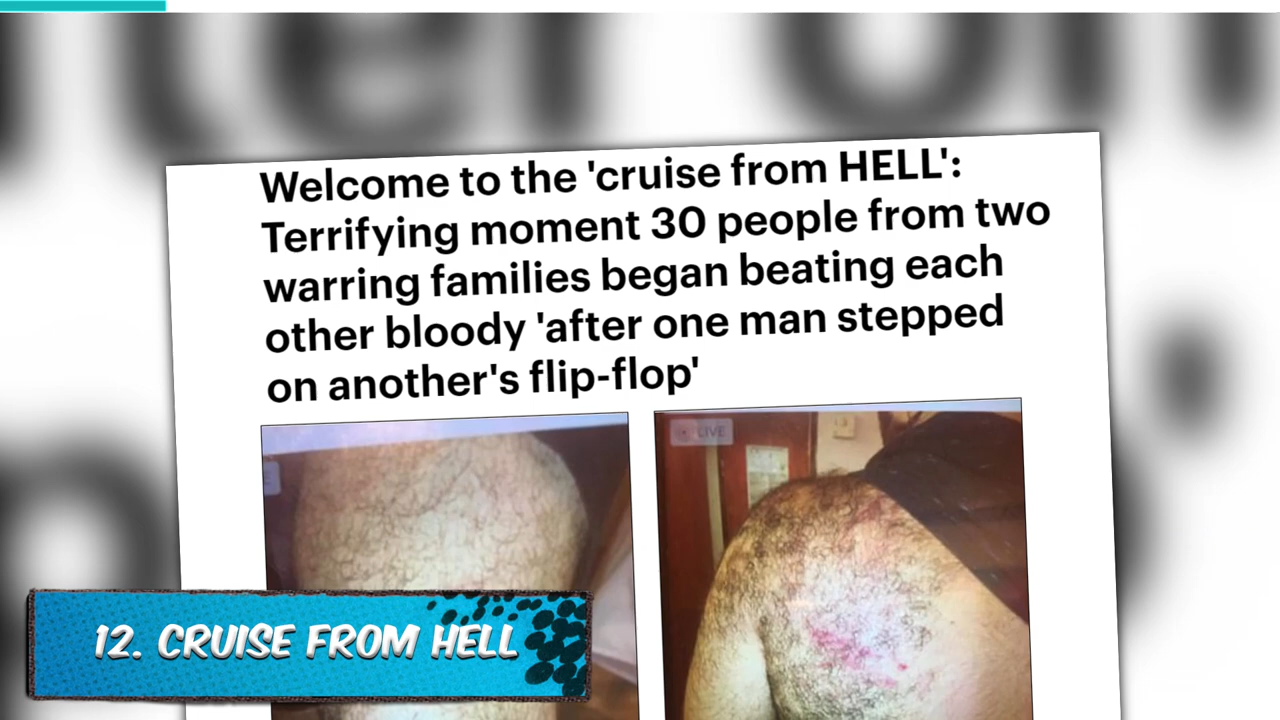 Welcome to the 'cruise from HELL':
Terrifying moment 30 people from two
warring families began beating each
other bloody 'after one man stepped
on another's flip-flop'
LIVE
12. CRUISE FROM HELL